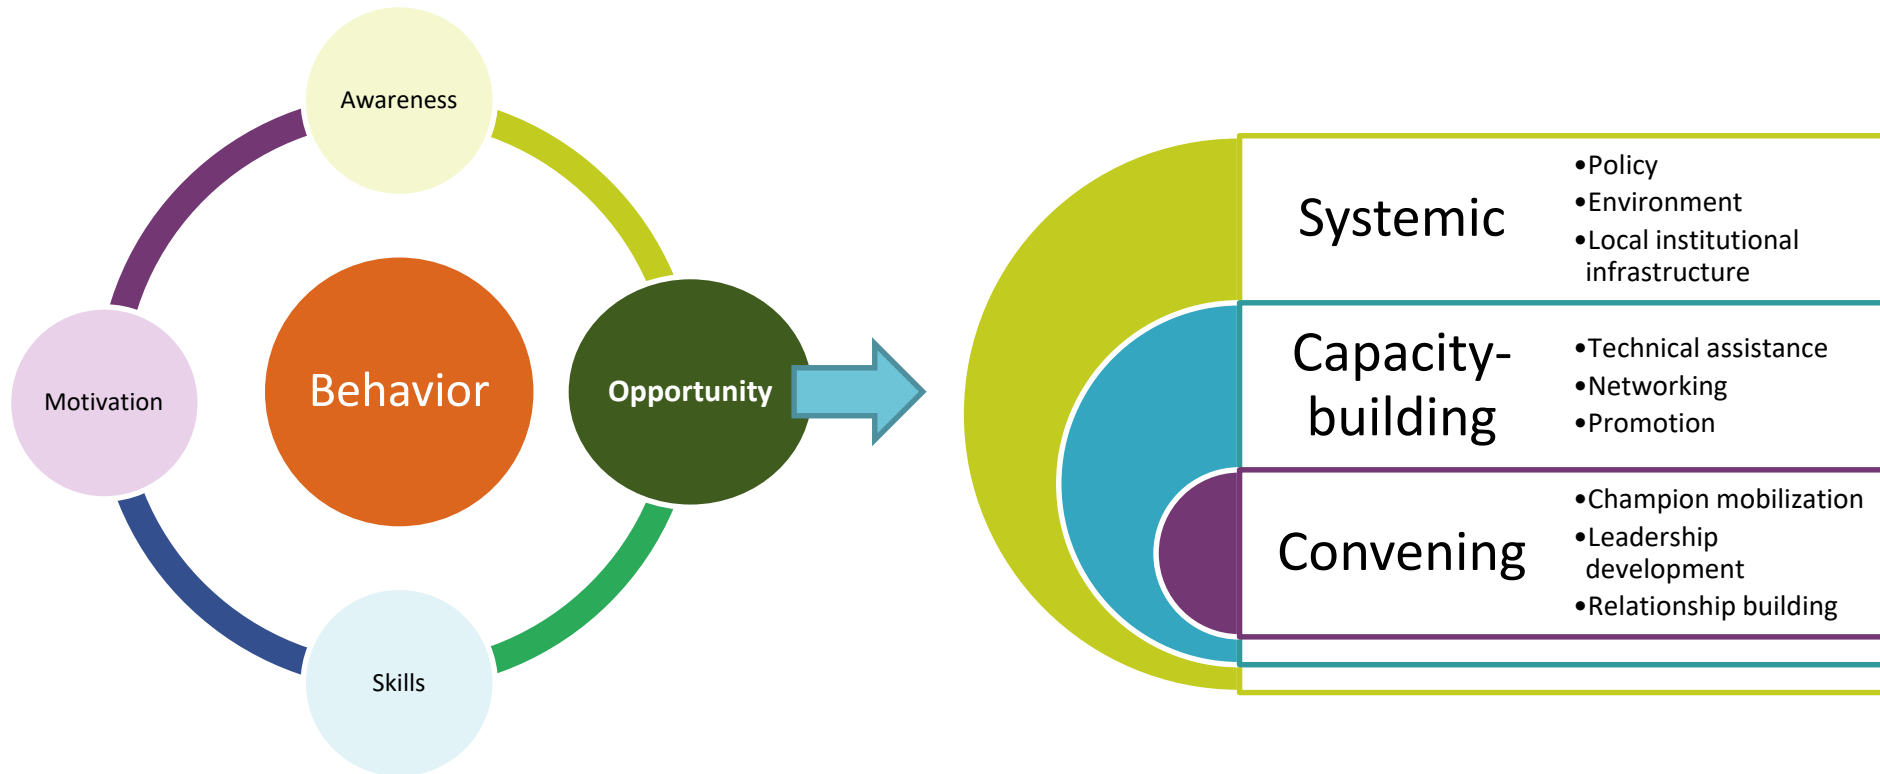 Awareness
Motivation
Behavior
Opportunity
Skills
Systemic
•Policy
•Environment
•Local institutional
infrastructure
Capacity-
building
•Technical assistance
•Networking
•Promotion
Convening
•Champion mobilization
•Leadership
development
•Relationship building